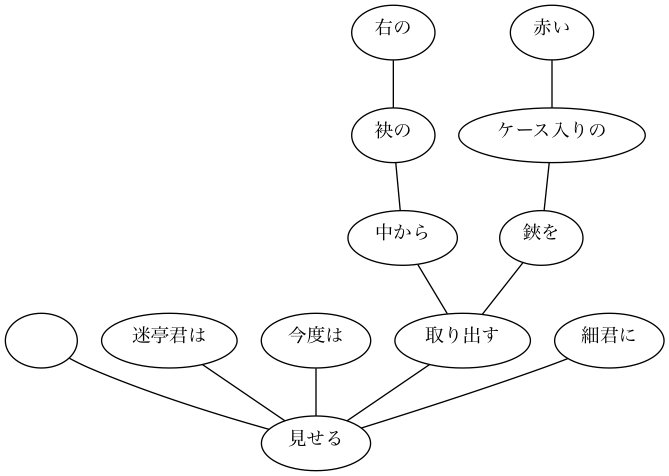 右の
赤い
袂の
ケース入りの
中から
鋏を
迷亭君は
今度は
取り出す
細君に
見せる